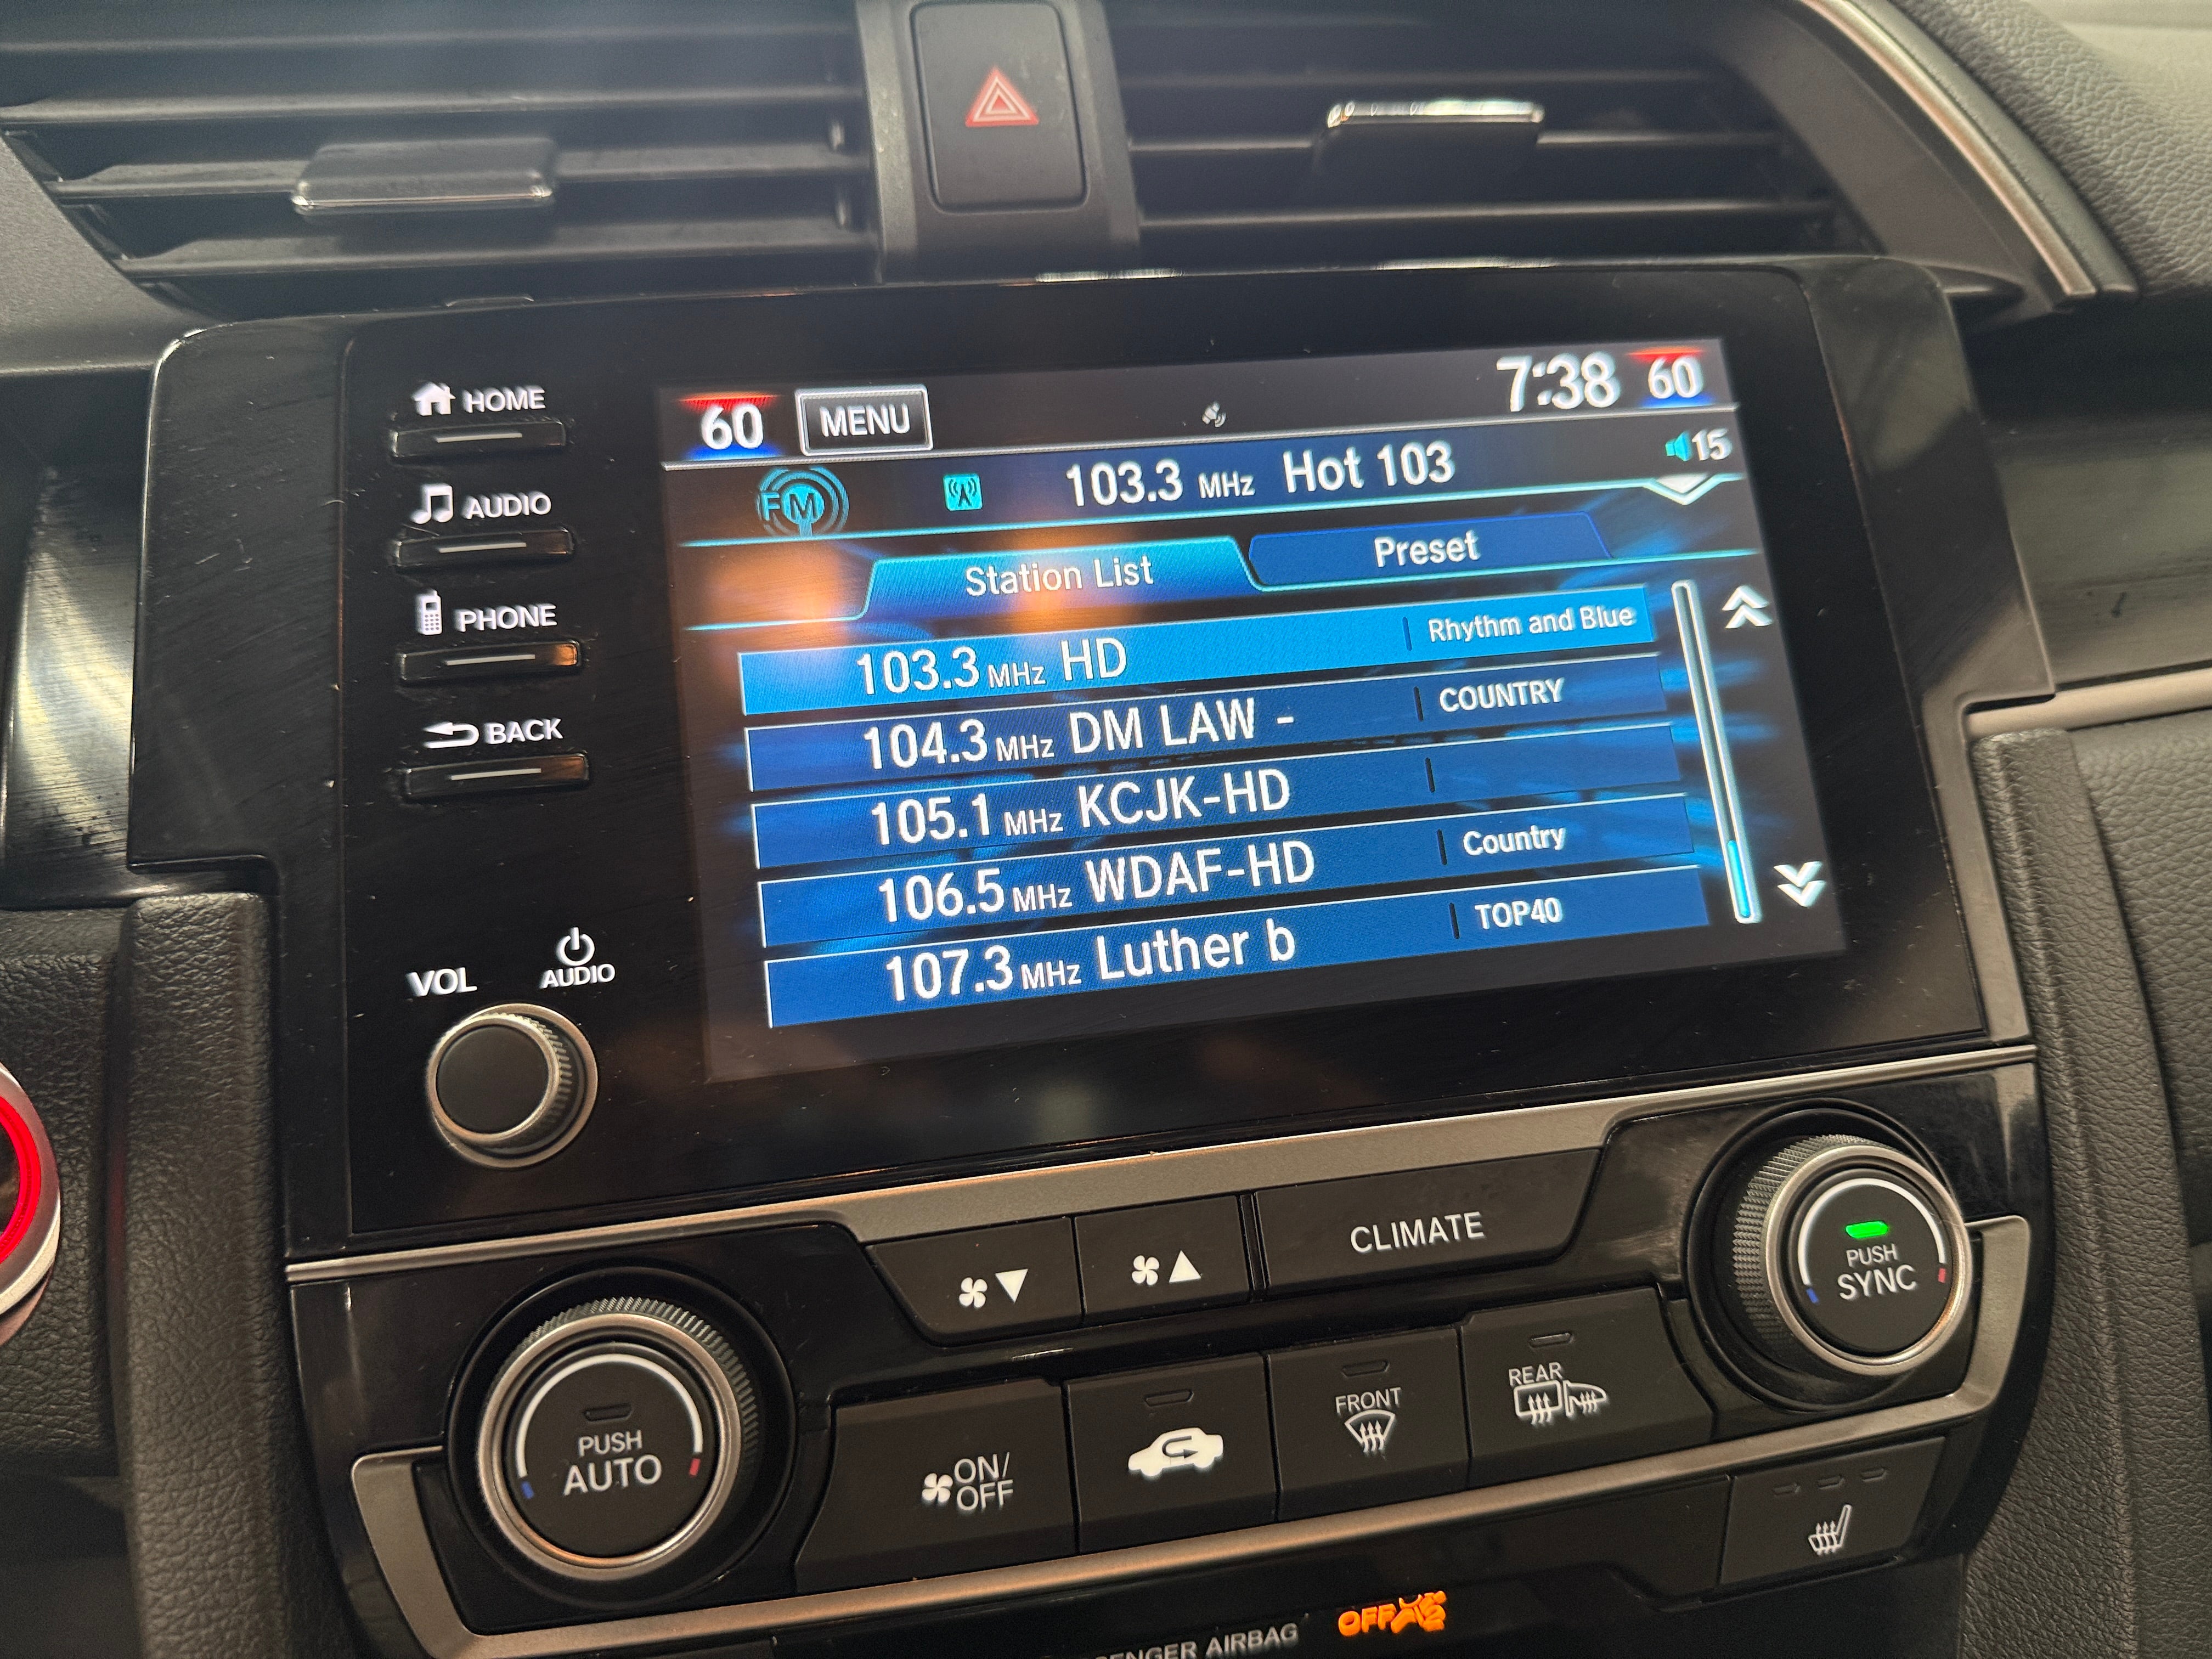 HOME
AUDIO
PHONE
BACK
VOL
AUDIO
60 MENU 7:38 60
FM 103.3 MHz Hot 103 15
Station List Preset
103.3 MHz HD Rhythm and Blue
104.3 MHz DM LAW - COUNTRY
105.1 MHz KCJK-HD
106.5 MHz WDAF-HD Country
107.3 MHz Luther b TOP40
CLIMATE
PUSH
SYNC
PUSH
AUTO
ON/
OFF
FRONT
REAR
AIRBAG OFF